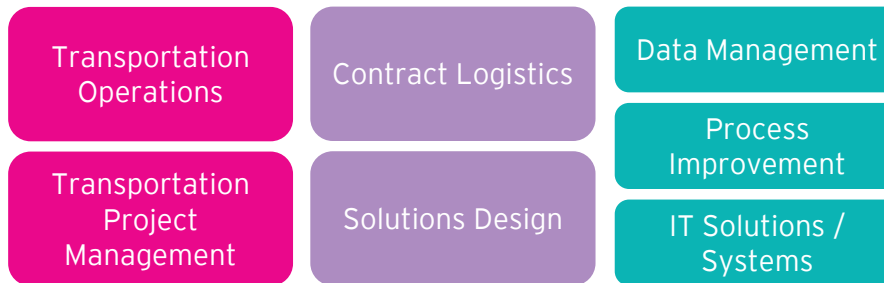 Transportation
Operations
Transportation
Project
Management
Contract Logistics
Solutions Design
Data Management
Process
Improvement
IT Solutions /
Systems